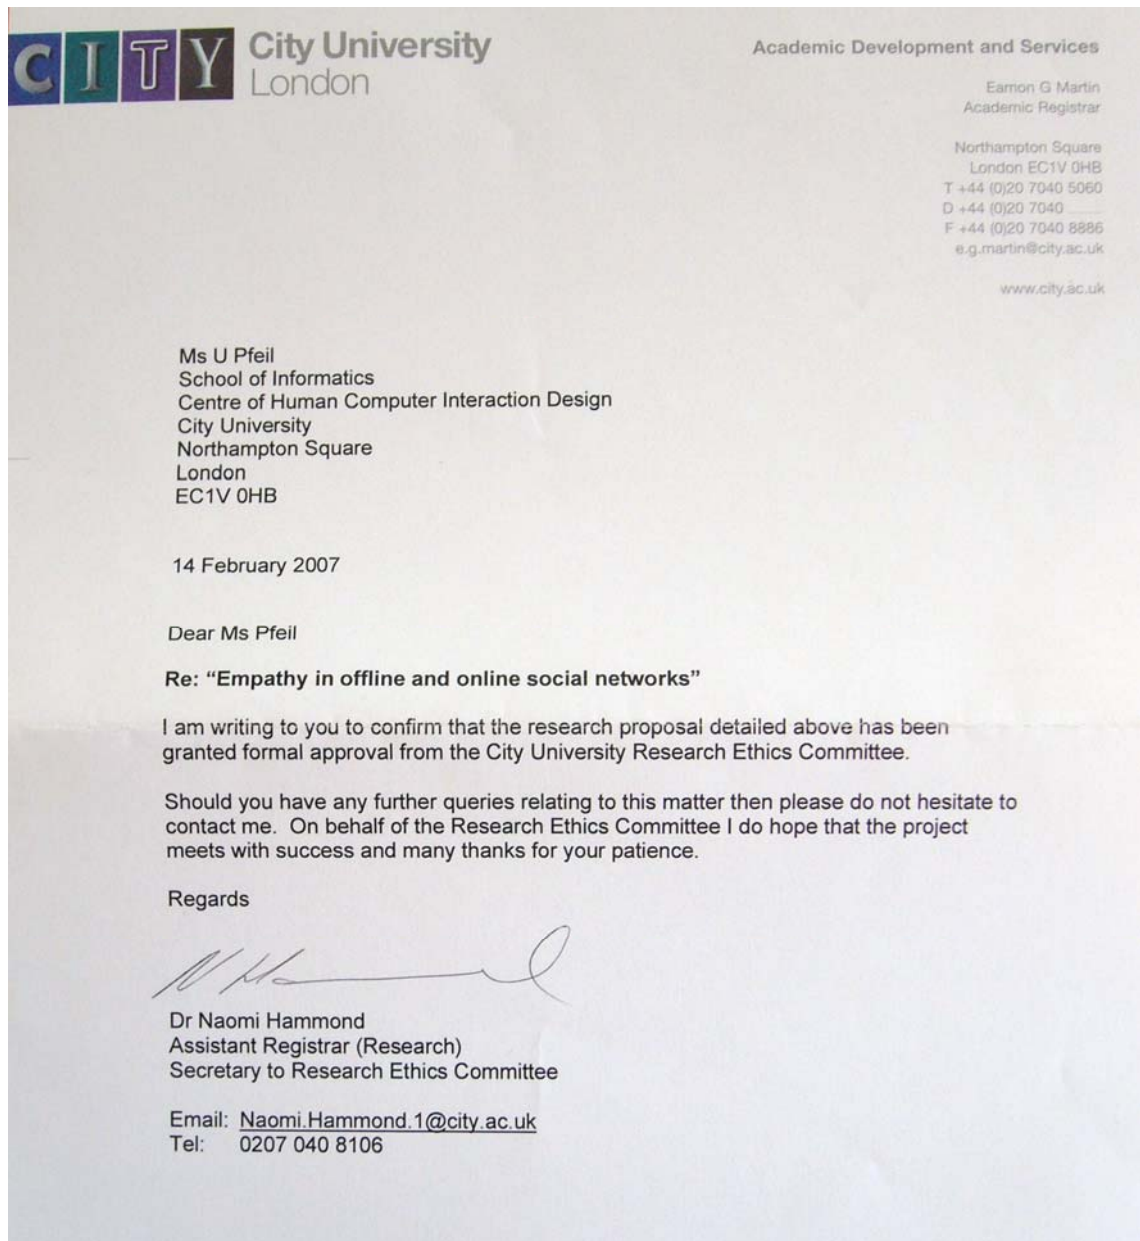 CITY City University
London
Academic Development and Services
Eamon G Martin
Academic Registrar
Northampton Square
London EC1V 0HB
T +44 (0)20 7040 5060
D +44 (0)20 7040
F +44 (0)20 7040 8886
e.g.martin@city.ac.uk
www.city.ac.uk
Ms U Pfeil
School of Informatics
Centre of Human Computer Interaction Design
City University
Northampton Square
London
EC1V 0HB
14 February 2007
Dear Ms Pfeil
Re: “Empathy in offline and online social networks”
I am writing to you to confirm that the research proposal detailed above has been
granted formal approval from the City University Research Ethics Committee.
Should you have any further queries relating to this matter then please do not hesitate to
contact me. On behalf of the Research Ethics Committee I do hope that the project
meets with success and many thanks for your patience.
Regards
N Hammond
Dr Naomi Hammond
Assistant Registrar (Research)
Secretary to Research Ethics Committee
Email: Naomi.Hammond.1@city.ac.uk
Tel: 0207 040 8106